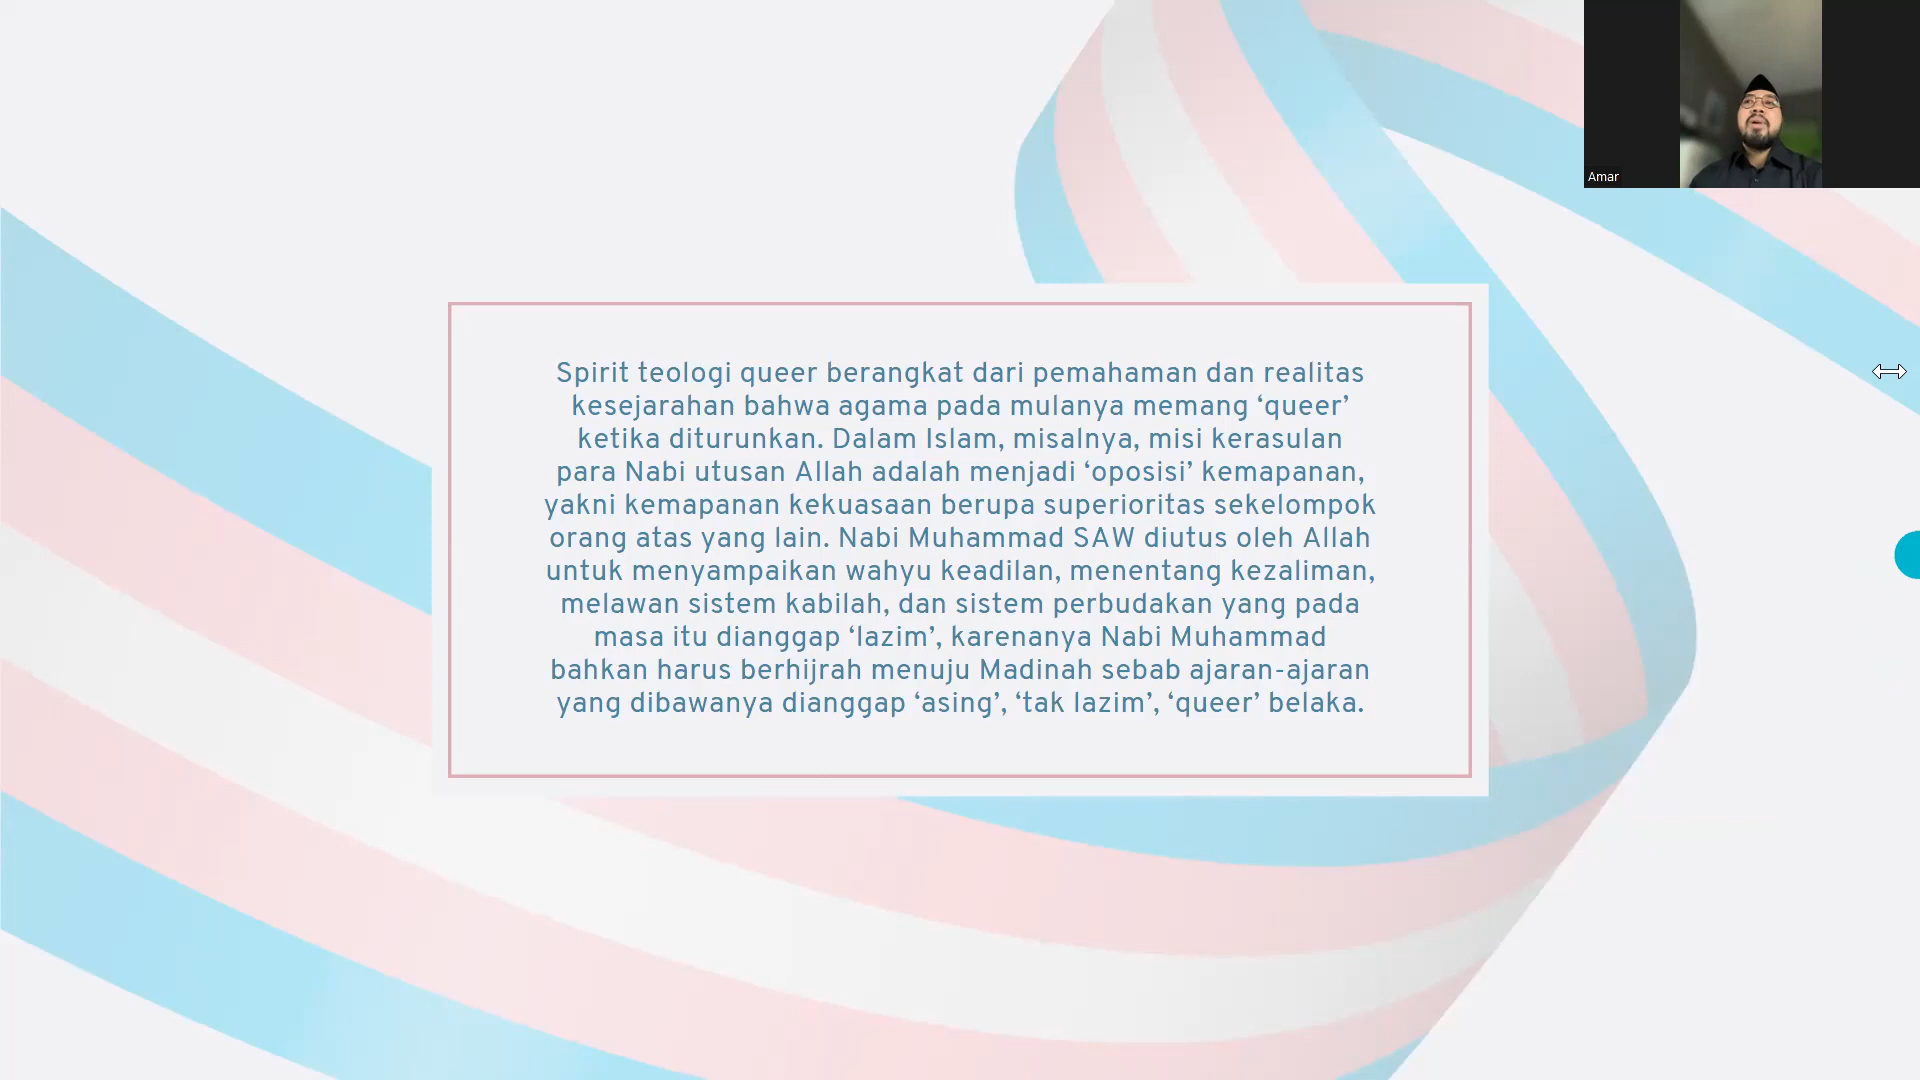 Amar
Spirit teologi queer berangkat dari pemahaman dan realitas
kesejarahan bahwa agama pada mulanya memang ‘queer’
ketika diturunkan. Dalam Islam, misalnya, misi kerasulan
para Nabi utusan Allah adalah menjadi ‘oposisi’ kemapanan,
yakni kemapanan kekuasaan berupa superioritas sekelompok
orang atas yang lain. Nabi Muhammad SAW diutus oleh Allah
untuk menyampaikan wahyu keadilan, menentang kezaliman,
melawan sistem kabilah, dan sistem perbudakan yang pada
masa itu dianggap ‘lazim’, karenanya Nabi Muhammad
bahkan harus berhijrah menuju Madinah sebab ajaran-ajaran
yang dibawanya dianggap ‘asing’, ‘tak lazim’, ‘queer’ belaka.